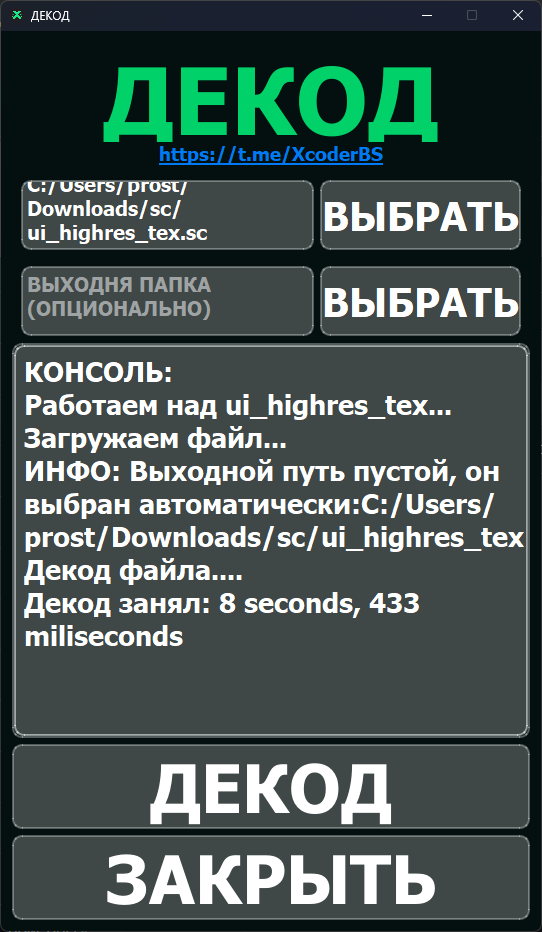 ДЕКОД
ДЕКОД
https://t.me/XcoderBS
C:/Users/prost/
Downloads/sc/
ui_highres_tex.sc
ВЫБРАТЬ
ВЫХОДНЯ ПАПКА
(ОПЦИОНАЛЬНО)
ВЫБРАТЬ
КОНСОЛЬ:
Работаем над ui_highres_tex...
Загружаем файл...
ИНФО: Выходной путь пустой, он
выбран автоматически:C:/Users/
prost/Downloads/sc/ui_highres_tex
Декод файла....
Декод занял: 8 seconds, 433
miliseconds
ДЕКОД
ЗАКРЫТЬ